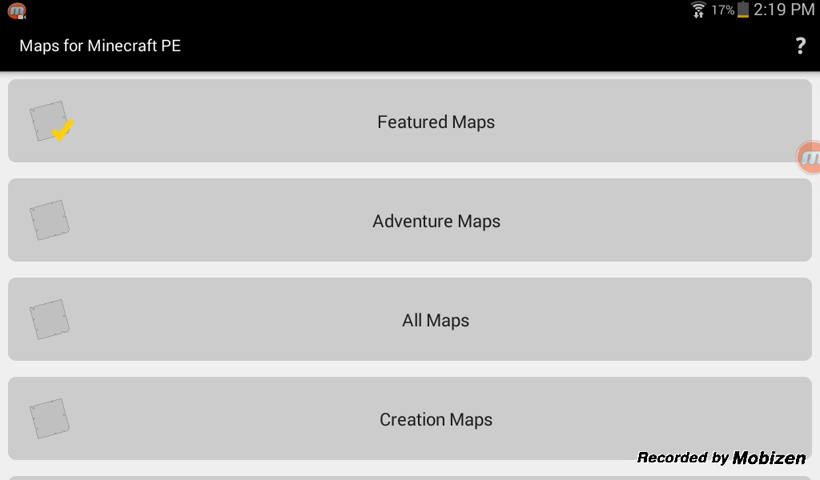 17% 2:19 PM
Maps for Minecraft PE
?
Featured Maps
Adventure Maps
All Maps
Creation Maps
Recorded by Mobizen